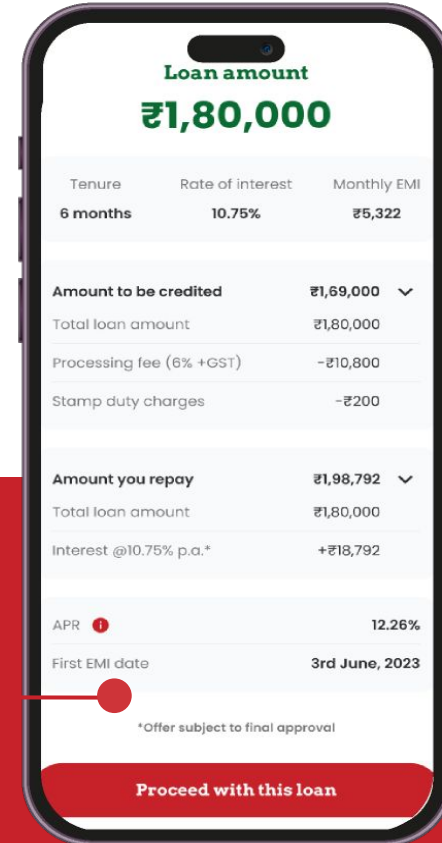 Loan amount
₹1,80,000
Tenure Rate of interest Monthly EMI
6 months 10.75% ₹5,322
Amount to be credited ₹1,69,000
Total loan amount ₹1,80,000
Processing fee (6% +GST) -₹10,800
Stamp duty charges -₹200
Amount you repay ₹1,98,792
Total loan amount ₹1,80,000
Interest @10.75% p.a.* +₹18,792
APR i 12.26%
First EMI date 3rd June, 2023
*Offer subject to final approval
Proceed with this loan